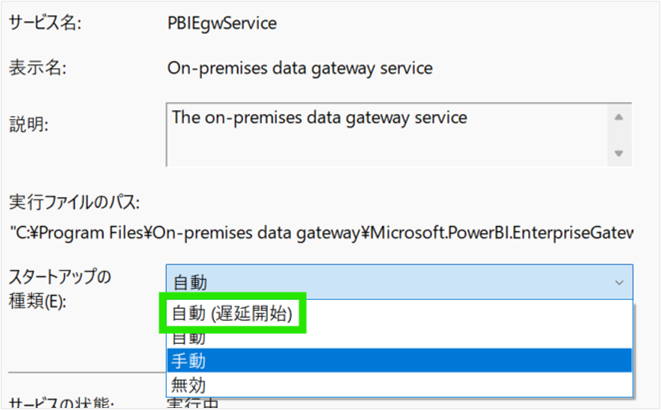 サービス名: PBIEgwService
表示名: On-premises data gateway service
説明: The on-premises data gateway service
実行ファイルのパス:
"C:¥Program Files¥On-premises data gateway¥Microsoft.PowerBI.EnterpriseGatew
スタートアップの
種類(E):
自動
自動 (遅延開始)
自動
手動
無効
サービスの状態: 実行中